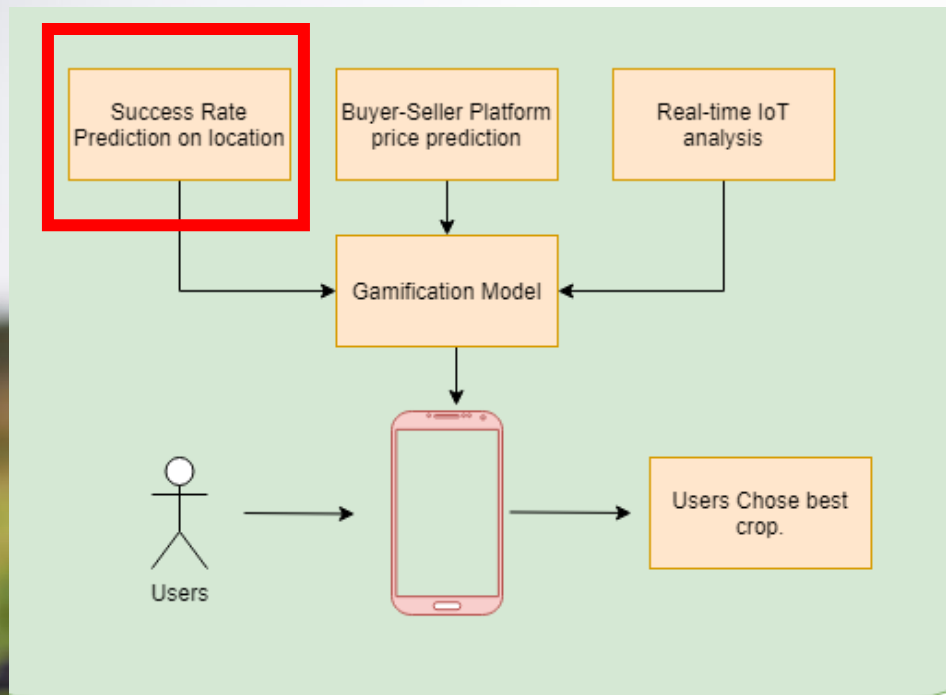 Success Rate
Prediction on location
Buyer-Seller Platform
price prediction
Real-time IoT
analysis
Gamification Model
Users Chose best
crop.
Users